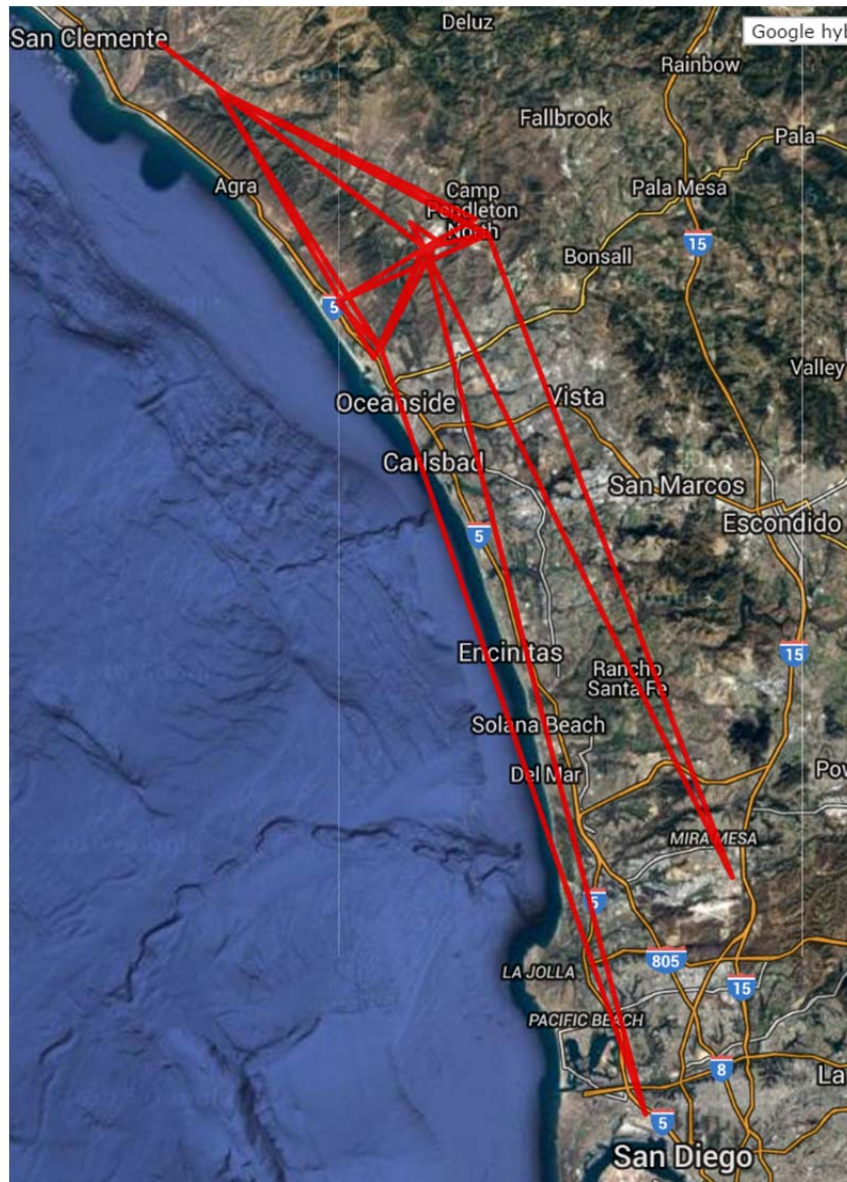 Deluz
San Clemente
Google hyb
Rainbow
Fallbrook
Pala
Agra
Camp
Pendleton
North
Pala Mesa
15
Bonsall
5
Valley
Oceanside
Vista
Carlsbad
San Marcos
Escondido
5
Encinitas
15
Rancho
Santa Fe
Solana Beach
Del Mar
Pow
MIRA MESA
5
805
LA JOLLA
15
PACIFIC BEACH
8
La
5
San Diego